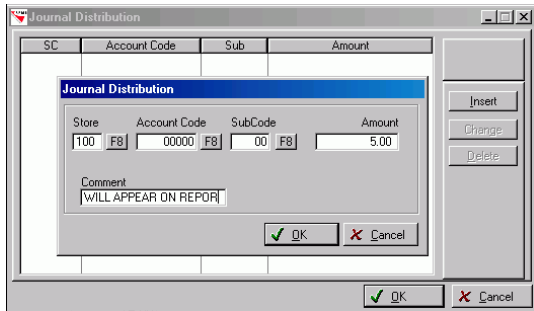 Journal Distribution
SC Account Code Sub Amount
Journal Distribution
Store Account Code SubCode Amount
100 F8 00000 F8 00 F8 5.00
Comment
WILL APPEAR ON REPOR
OK Cancel
Insert
Change
Delete
OK Cancel